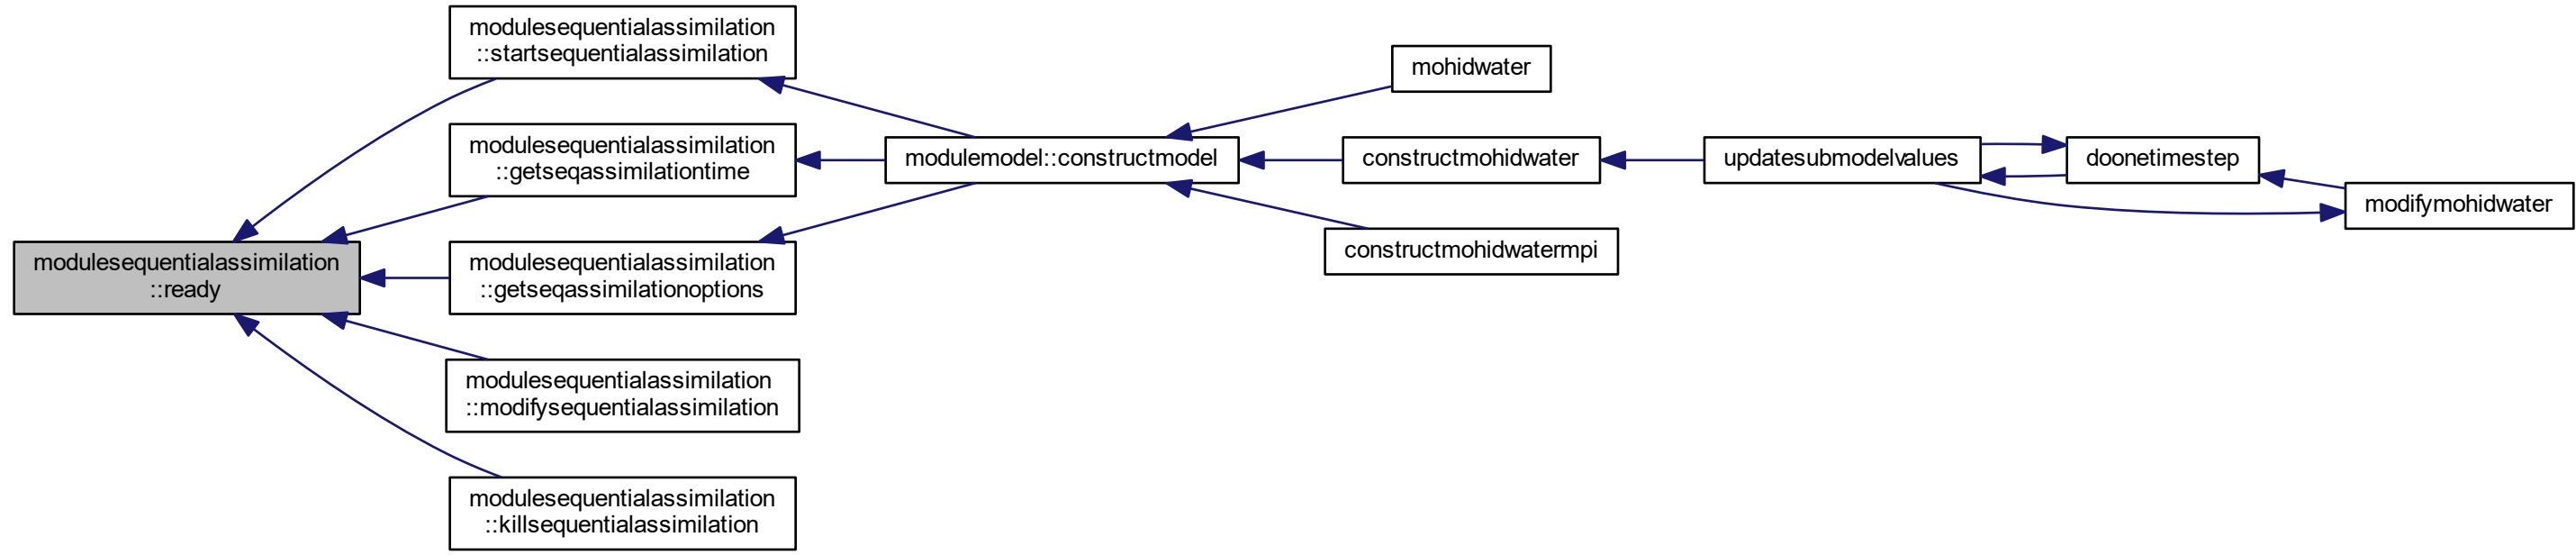 modulesequentialassimilation
::ready
modulesequentialassimilation
::startsequentialassimilation
modulesequentialassimilation
::getseqassimilationtime
modulesequentialassimilation
::getseqassimilationoptions
modulesequentialassimilation
::modifysequentialassimilation
modulesequentialassimilation
::killsequentialassimilation
modulemodel::constructmodel
mohidwater
constructmohidwater
constructmohidwatermpi
updatesubmodelvalues
doonetimestep
modifymohidwater